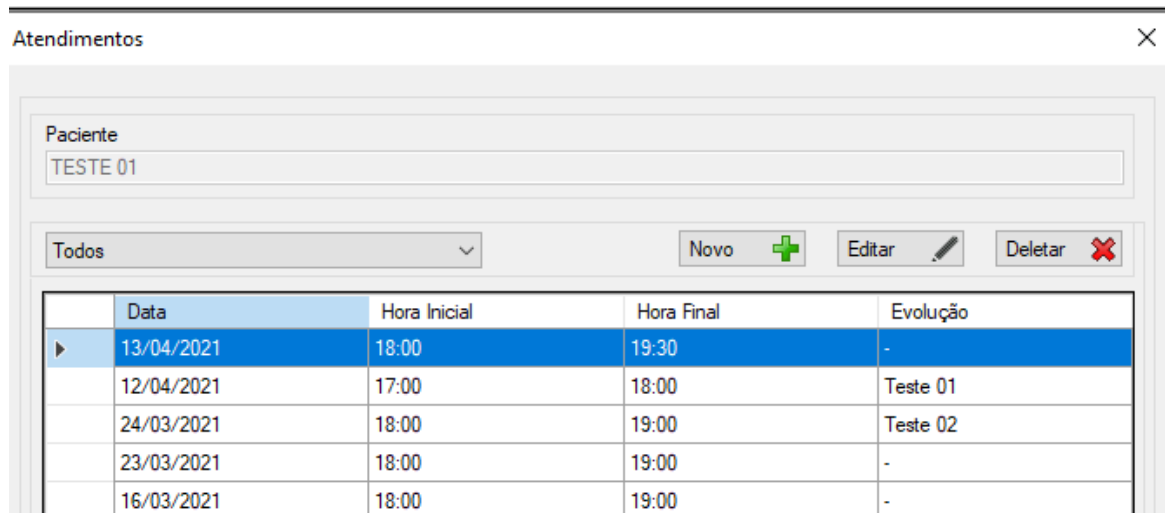 Atendimentos
Paciente
TESTE 01
Todos Novo Editar Deletar
Data Hora Inicial Hora Final Evolução
13/04/2021 18:00 19:30 -
12/04/2021 17:00 18:00 Teste 01
24/03/2021 18:00 19:00 Teste 02
23/03/2021 18:00 19:00 -
16/03/2021 18:00 19:00 -